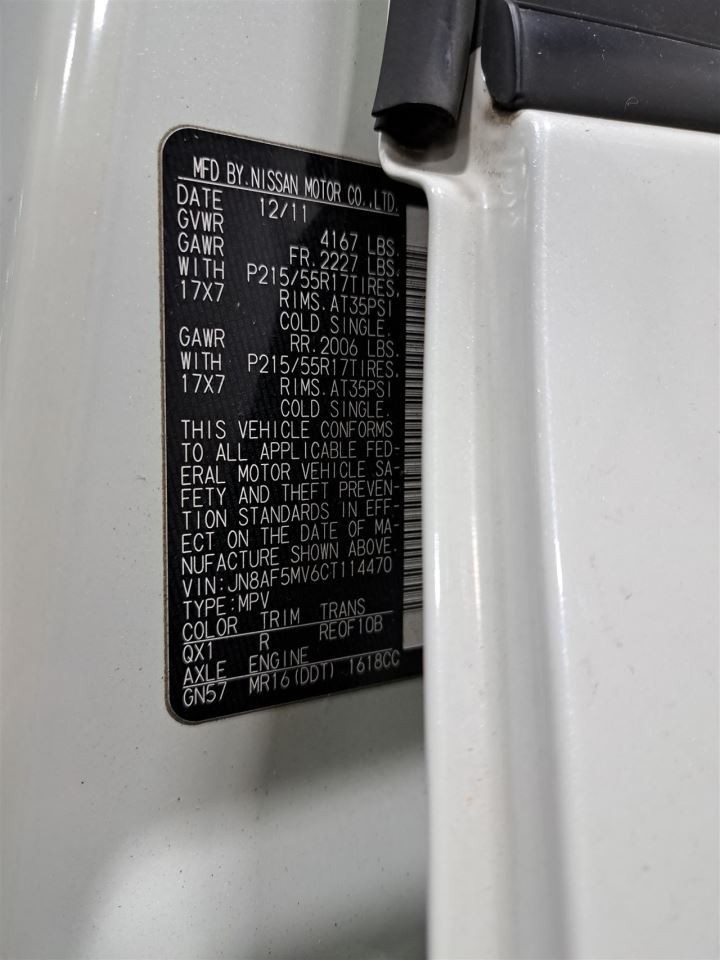 MFD BY.NISSAN MOTOR CO.,LTD.
DATE 12/11
GVWR 4167 LBS.
GAWR FR.2227 LBS.
WITH P215/55R17TIRES,
17X7 RIMS.AT35PSI
COLD SINGLE.
GAWR RR.2006 LBS.
WITH P215/55R17TIRES,
17X7 RIMS.AT35PSI
COLD SINGLE.
THIS VEHICLE CONFORMS
TO ALL APPLICABLE FED-
ERAL MOTOR VEHICLE SA-
FETY AND THEFT PREVEN-
TION STANDARDS IN EFF-
ECT ON THE DATE OF MA-
NUFACTURE SHOWN ABOVE.
VIN:JN8AF5MV6CT114470
TYPE:MPV
COLOR TRIM TRANS
QX1 R RE0F10B
AXLE ENGINE
GN57 MR16(DDT) 1618CC